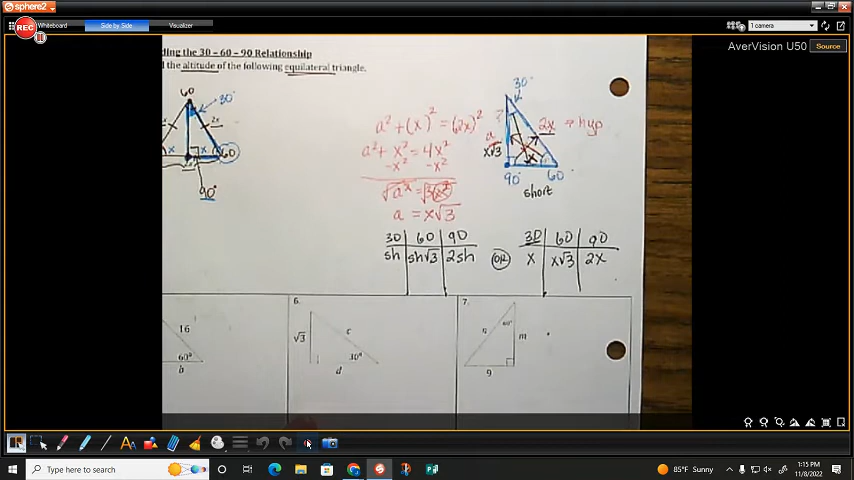 sphere2
REC
Whiteboard
Side by Side
Visualizer
1 camera
AverVision U50
Source
ding the 30 – 60 – 90 Relationship
the altitude of the following equilateral triangle.
60
30°
2x
x
x
60
90°
a² + (x)² = (2x)²
a² + x² = 4x²
-x² -x²
a = x√3
30°
?
a
x√3
2x → hyp
x
90°
60°
short
30 60 90
sh sh√3 2sh
OR
30 60 90
x x√3 2x
16
60°
b
6.
√3
c
30°
d
7.
n
60°
m
9
Type here to search
85°F Sunny
1:15 PM
11/8/2022